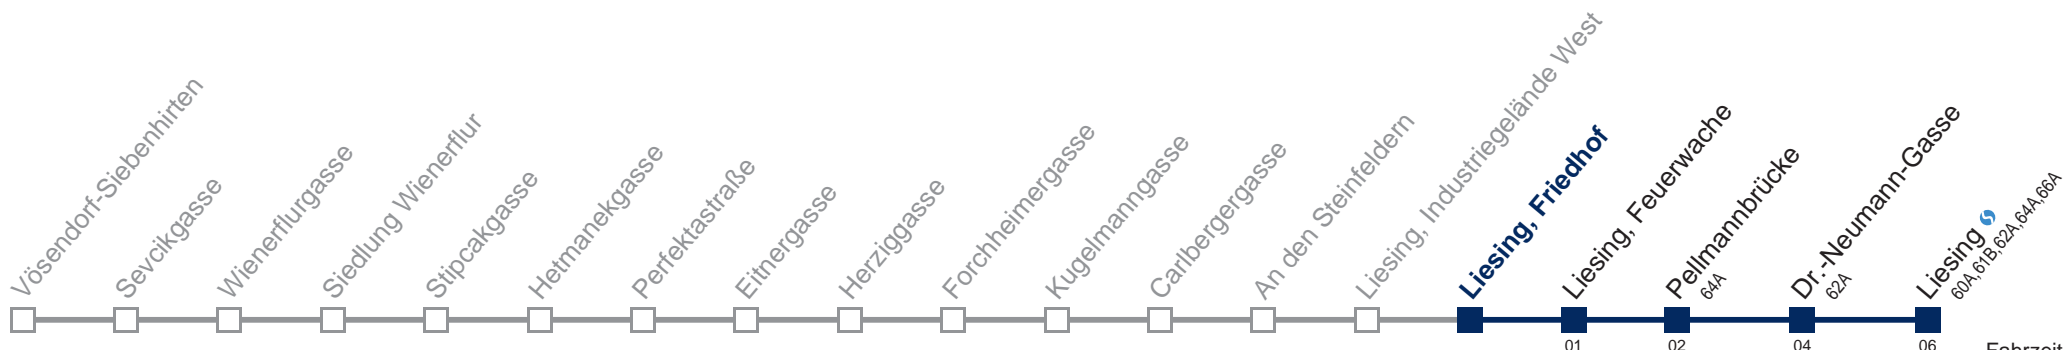 Vösendorf-Siebenhirten
Sevcikgasse
Wienerflurgasse
Siedlung Wienerflur
Stipcakgasse
Hetmanekgasse
Perfektastraße
Eitnergasse
Herziggasse
Forchheimergasse
Kugelmanngasse
Carlbergergasse
An den Steinfeldern
Liesing, Industriegelände West
Liesing, Friedhof
Liesing, Feuerwache
Pellmannbrücke
64A
Dr.-Neumann-Gasse
62A
Liesing
60A,61B,62A,64A,66A
01
02
04
06
Fahrzeit